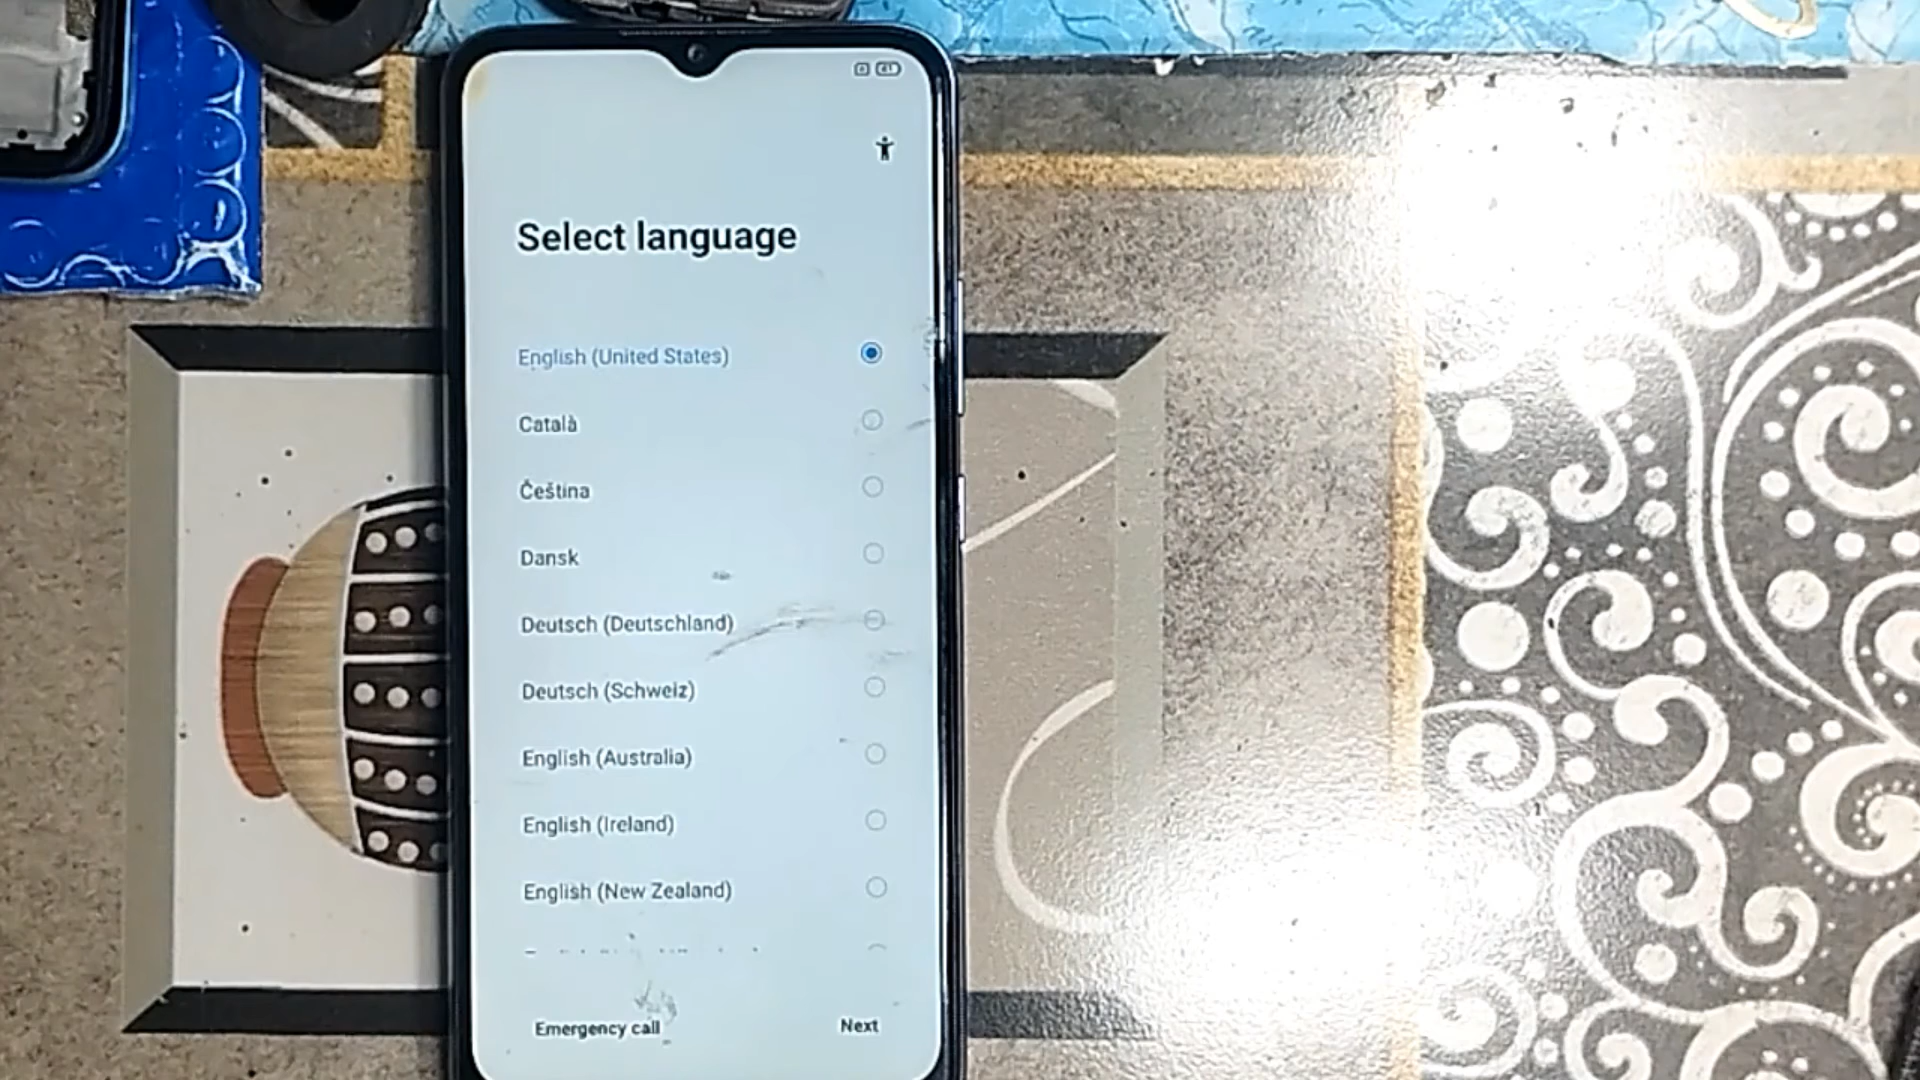 Select language
English (United States)
Català
Čeština
Dansk
Deutsch (Deutschland)
Deutsch (Schweiz)
English (Australia)
English (Ireland)
English (New Zealand)
Emergency call
Next